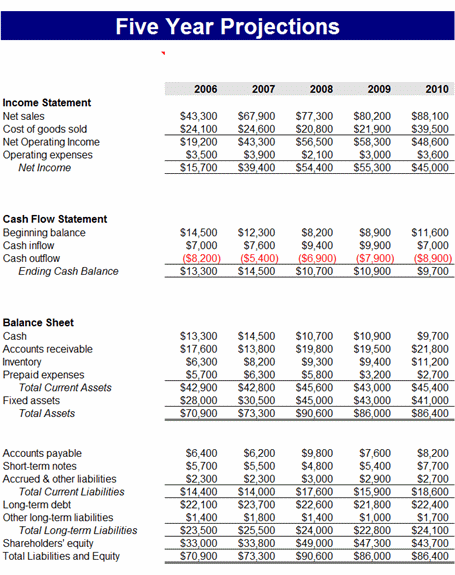 Five Year Projections
2006 2007 2008 2009 2010
Income Statement
Net sales $43,300 $67,900 $77,300 $80,200 $88,100
Cost of goods sold $24,100 $24,600 $20,800 $21,900 $39,500
Net Operating Income $19,200 $43,300 $56,500 $58,300 $48,600
Operating expenses $3,500 $3,900 $2,100 $3,000 $3,600
Net Income $15,700 $39,400 $54,400 $55,300 $45,000
Cash Flow Statement
Beginning balance $14,500 $12,300 $8,200 $8,900 $11,600
Cash inflow $7,000 $7,600 $9,400 $9,900 $7,000
Cash outflow ($8,200) ($5,400) ($6,900) ($7,900) ($8,900)
Ending Cash Balance $13,300 $14,500 $10,700 $10,900 $9,700
Balance Sheet
Cash $13,300 $14,500 $10,700 $10,900 $9,700
Accounts receivable $17,600 $13,800 $19,800 $19,500 $21,800
Inventory $6,300 $8,200 $9,300 $9,400 $11,200
Prepaid expenses $5,700 $6,300 $5,800 $3,200 $2,700
Total Current Assets $42,900 $42,800 $45,600 $43,000 $45,400
Fixed assets $28,000 $30,500 $45,000 $43,000 $41,000
Total Assets $70,900 $73,300 $90,600 $86,000 $86,400
Accounts payable $6,400 $6,200 $9,800 $7,600 $8,200
Short-term notes $5,700 $5,500 $4,800 $5,400 $7,700
Accrued & other liabilities $2,300 $2,300 $3,000 $2,900 $2,700
Total Current Liabilities $14,400 $14,000 $17,600 $15,900 $18,600
Long-term debt $22,100 $23,700 $22,600 $21,800 $22,400
Other long-term liabilities $1,400 $1,800 $1,400 $1,000 $1,700
Total Long-term Liabilities $23,500 $25,500 $24,000 $22,800 $24,100
Shareholders' equity $33,000 $33,800 $49,000 $47,300 $43,700
Total Liabilities and Equity $70,900 $73,300 $90,600 $86,000 $86,400